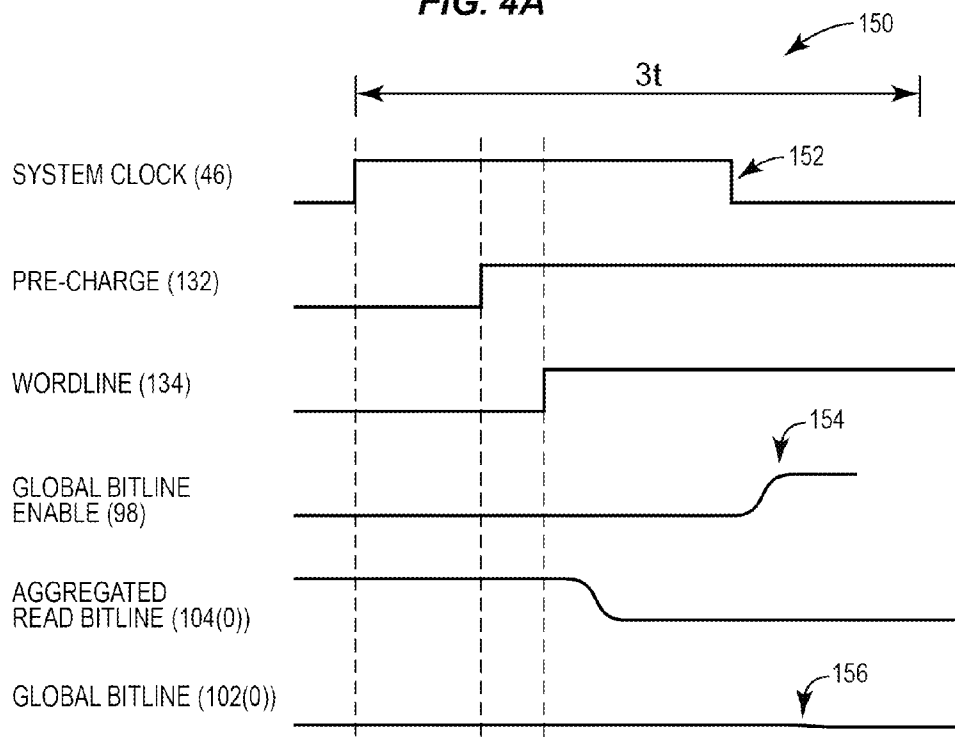 FIG. 4A
150
3t
SYSTEM CLOCK (46)
152
PRE-CHARGE (132)
WORDLINE (134)
154
GLOBAL BITLINE
ENABLE (98)
AGGREGATED
READ BITLINE (104(0))
GLOBAL BITLINE (102(0))
156